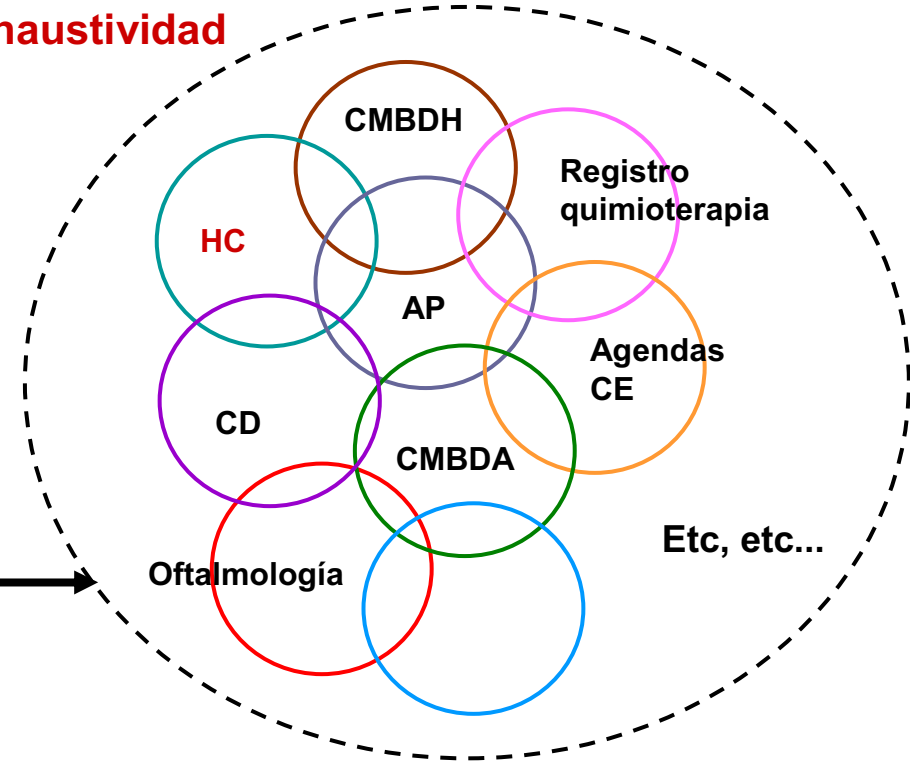 haustividad
CMBDH
Registro
quimioterapia
HC
AP
Agendas
CE
CD
CMBDA
Etc, etc...
Oftalmología